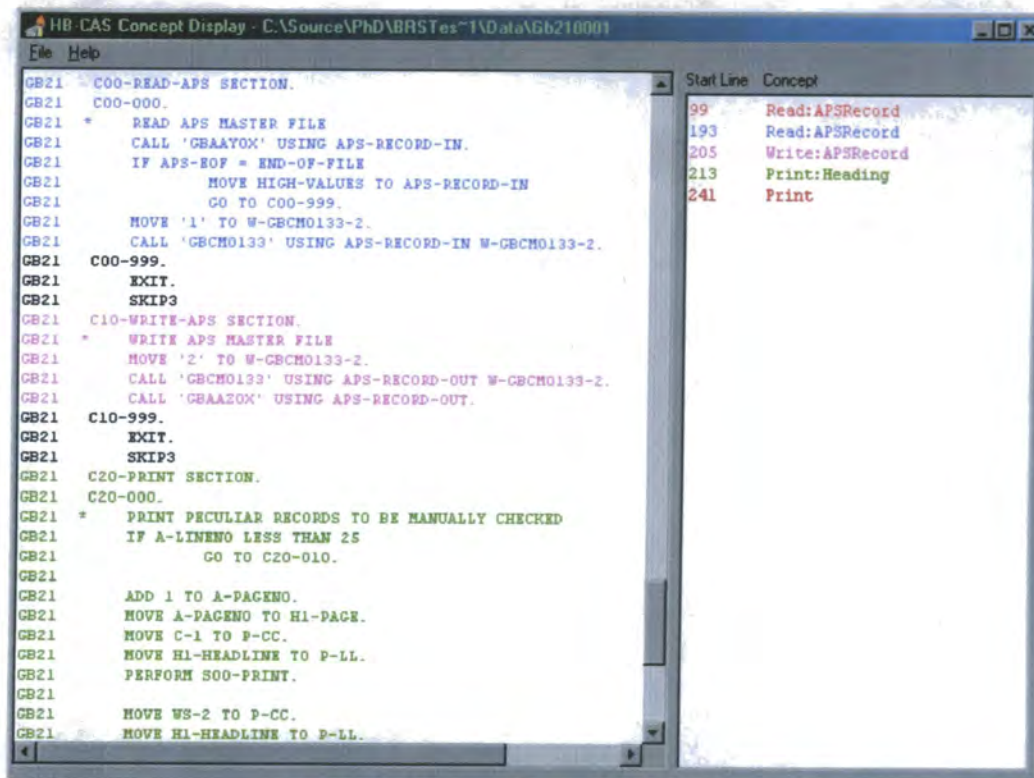 HB-CAS Concept Display - C:\Source\PhD\BRSTes~1\Data\Gb210001
File Help
GB21 C00-READ-APS SECTION.
GB21 C00-000.
GB21 * READ APS MASTER FILE
GB21 CALL 'GBAAY0X' USING APS-RECORD-IN.
GB21 IF APS-EOF = END-OF-FILE
GB21 MOVE HIGH-VALUES TO APS-RECORD-IN
GB21 GO TO C00-999.
GB21 MOVE '1' TO W-GBCM0133-2.
GB21 CALL 'GBCM0133' USING APS-RECORD-IN W-GBCM0133-2.
GB21 C00-999.
GB21 EXIT.
GB21 SKIP3
GB21 C10-WRITE-APS SECTION.
GB21 * WRITE APS MASTER FILE
GB21 MOVE '2' TO W-GBCM0133-2.
GB21 CALL 'GBCM0133' USING APS-RECORD-OUT W-GBCM0133-2.
GB21 CALL 'GBAAZ0X' USING APS-RECORD-OUT.
GB21 C10-999.
GB21 EXIT.
GB21 SKIP3
GB21 C20-PRINT SECTION.
GB21 C20-000.
GB21 * PRINT PECULIAR RECORDS TO BE MANUALLY CHECKED
GB21 IF A-LINENO LESS THAN 25
GB21 GO TO C20-010.
GB21
GB21 ADD 1 TO A-PAGENO.
GB21 MOVE A-PAGENO TO H1-PAGE.
GB21 MOVE C-1 TO P-CC.
GB21 MOVE H1-HEADLINE TO P-LL.
GB21 PERFORM S00-PRINT.
GB21
GB21 MOVE WS-2 TO P-CC.
GB21 MOVE H1-HEADLINE TO P-LL.
Start Line Concept
99 Read:APSRecord
193 Read:APSRecord
205 Write:APSRecord
213 Print:Heading
241 Print